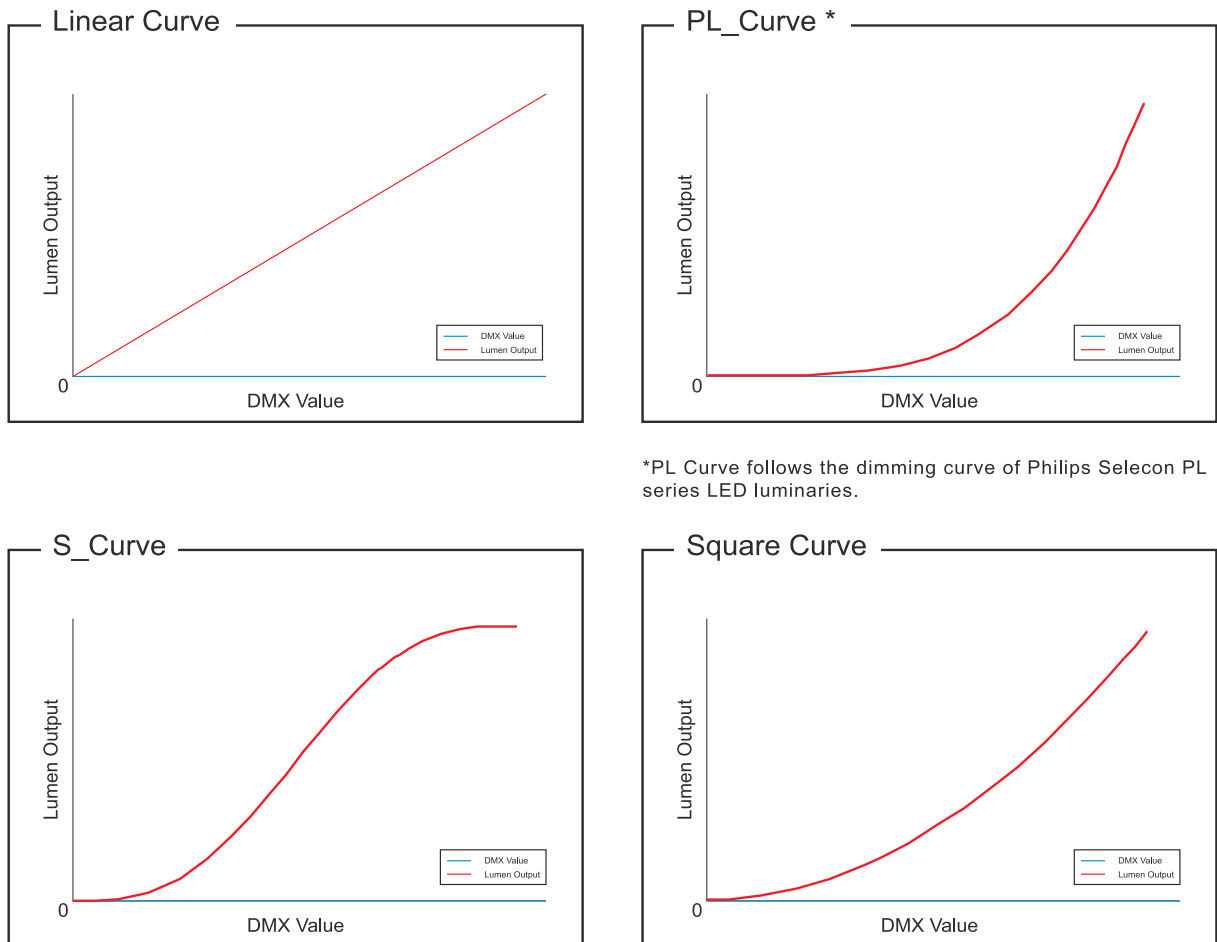 Linear Curve
Lumen Output
DMX Value
Lumen Output
0
DMX Value
PL_Curve *
Lumen Output
DMX Value
Lumen Output
0
DMX Value
*PL Curve follows the dimming curve of Philips Selecon PL
series LED luminaries.
S_Curve
Lumen Output
DMX Value
Lumen Output
0
DMX Value
Square Curve
Lumen Output
DMX Value
Lumen Output
0
DMX Value